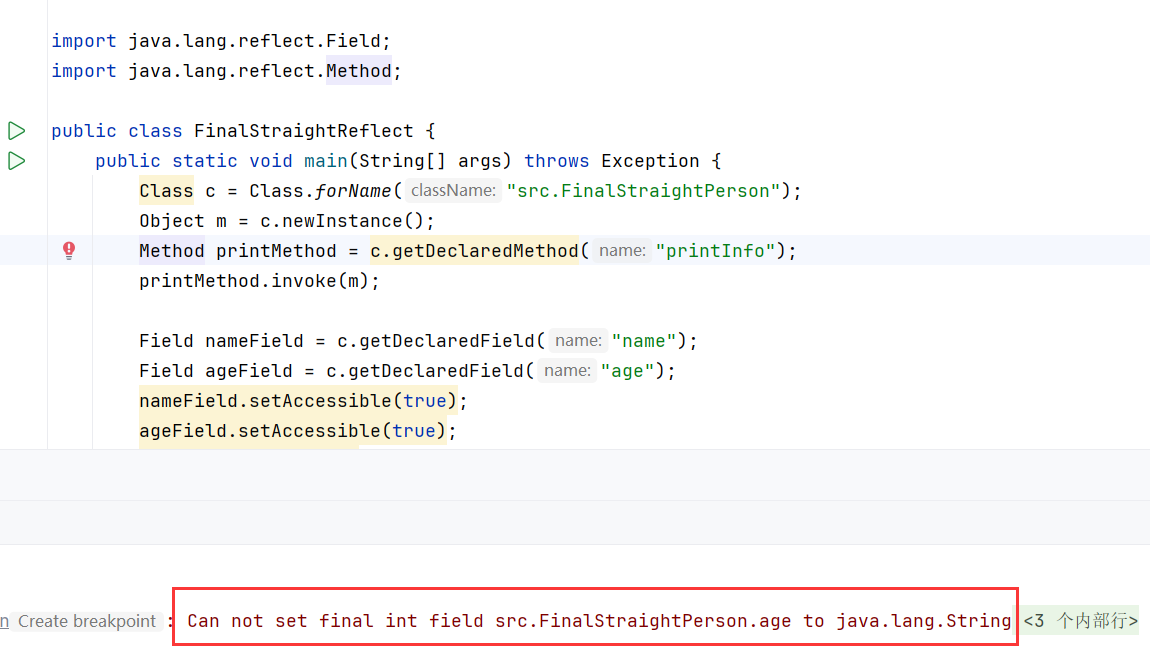 import java.lang.reflect.Field;
import java.lang.reflect.Method;
public class FinalStraightReflect {
public static void main(String[] args) throws Exception {
Class c = Class.forName( className: "src.FinalStraightPerson");
Object m = c.newInstance();
Method printMethod = c.getDeclaredMethod( name: "printInfo");
printMethod.invoke(m);
Field nameField = c.getDeclaredField( name: "name");
Field ageField = c.getDeclaredField( name: "age");
nameField.setAccessible(true);
ageField.setAccessible(true);
n Create breakpoint : Can not set final int field src.FinalStraightPerson.age to java.lang.String <3 个内部行>